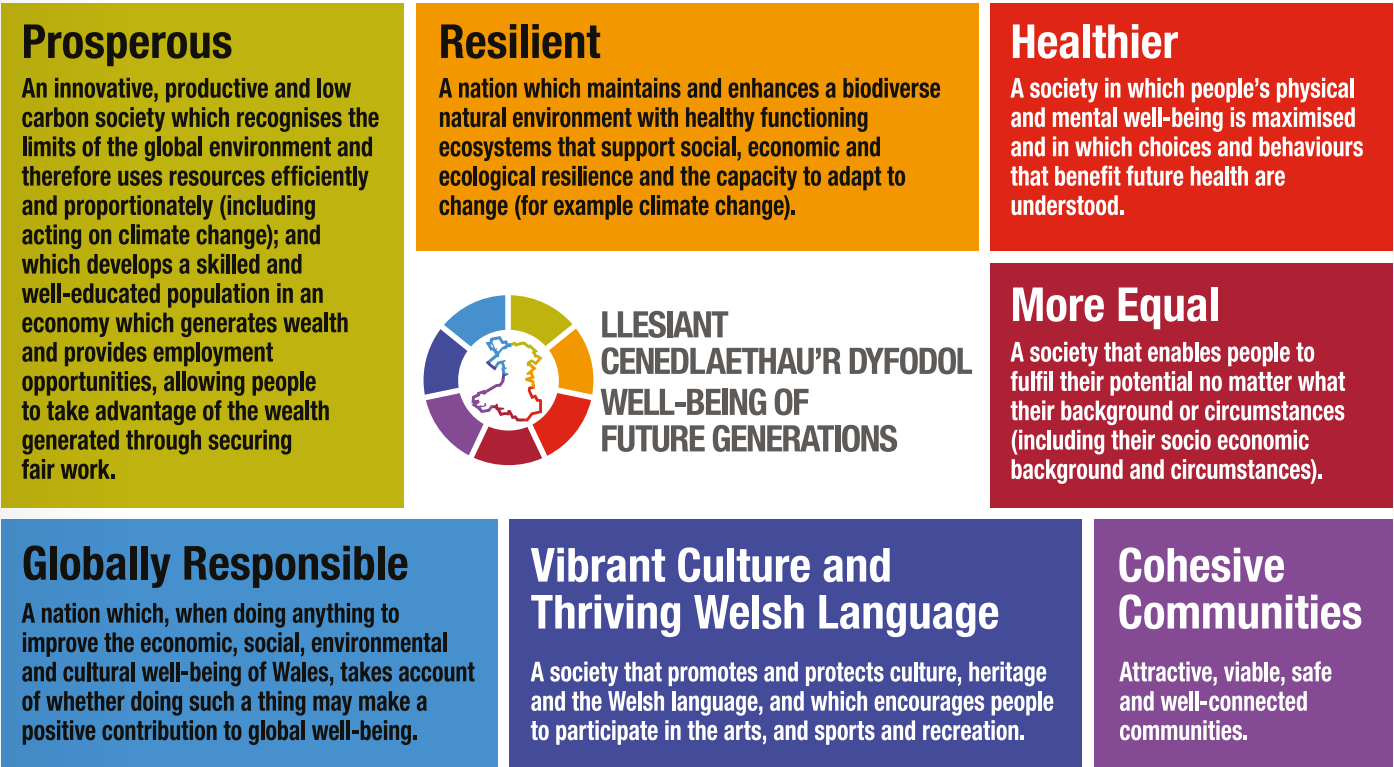 Prosperous
An innovative, productive and low
carbon society which recognises the
limits of the global environment and
therefore uses resources efficiently
and proportionately (including
acting on climate change); and
which develops a skilled and
well-educated population in an
economy which generates wealth
and provides employment
opportunities, allowing people
to take advantage of the wealth
generated through securing
fair work.
Resilient
A nation which maintains and enhances a biodiverse
natural environment with healthy functioning
ecosystems that support social, economic and
ecological resilience and the capacity to adapt to
change (for example climate change).
Healthier
A society in which people’s physical
and mental well-being is maximised
and in which choices and behaviours
that benefit future health are
understood.
LLESIANT
CENEDLAETHAU’R DYFODOL
WELL-BEING OF
FUTURE GENERATIONS
More Equal
A society that enables people to
fulfil their potential no matter what
their background or circumstances
(including their socio economic
background and circumstances).
Globally Responsible
A nation which, when doing anything to
improve the economic, social, environmental
and cultural well-being of Wales, takes account
of whether doing such a thing may make a
positive contribution to global well-being.
Vibrant Culture and
Thriving Welsh Language
A society that promotes and protects culture, heritage
and the Welsh language, and which encourages people
to participate in the arts, and sports and recreation.
Cohesive
Communities
Attractive, viable, safe
and well-connected
communities.